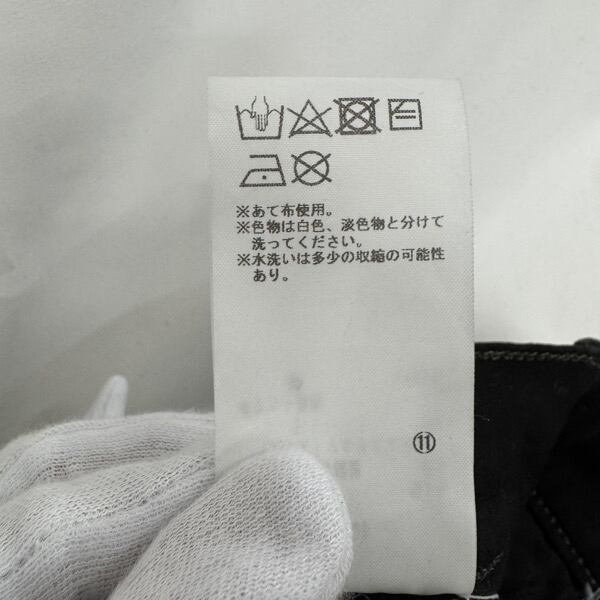 ※あて布使用。
※色物は白色、淡色物と分けて
洗ってください。
※水洗いは多少の収縮の可能性
あり。
⑪